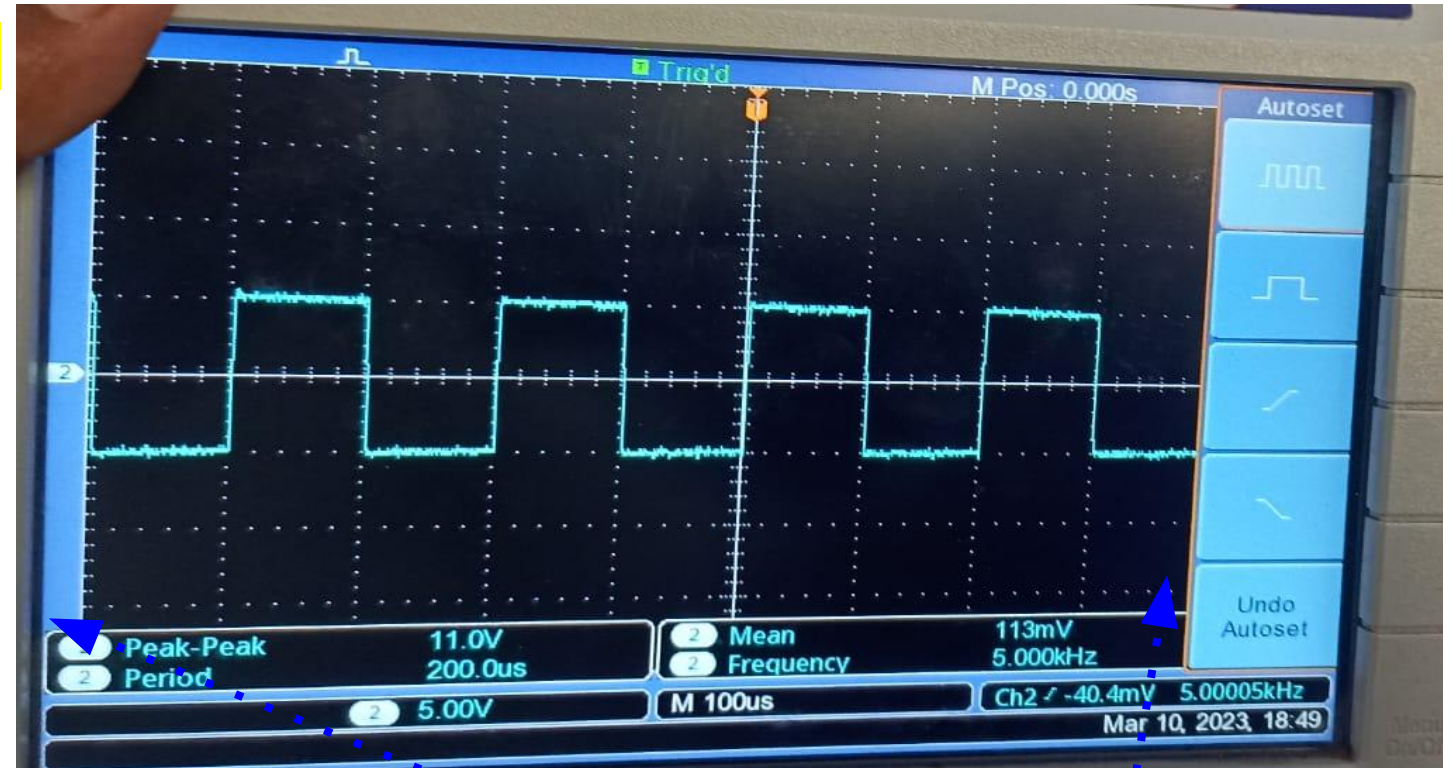 Trig'd
M Pos: 0.000s
Autoset
2
Peak-Peak 11.0V
2 Period 200.0us
2 Mean 113mV
2 Frequency 5.000kHz
2 5.00V
M 100us
Ch2 -40.4mV 5.00005kHz
Mar 10, 2023, 18:49
Undo
Autoset